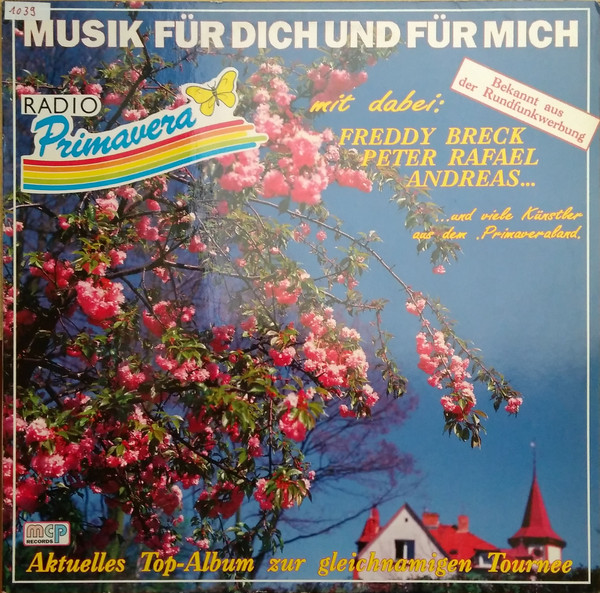 1039
MUSIK FÜR DICH UND FÜR MICH
RADIO
Primavera
mit dabei:
Bekannt aus
der Rundfunkwerbung
FREDDY BRECK
PETER RAFAEL
ANDREAS...
...und viele Künstler
aus dem .Primaveraland.
mcp
RECORDS
Aktuelles Top-Album zur gleichnamigen Tournee